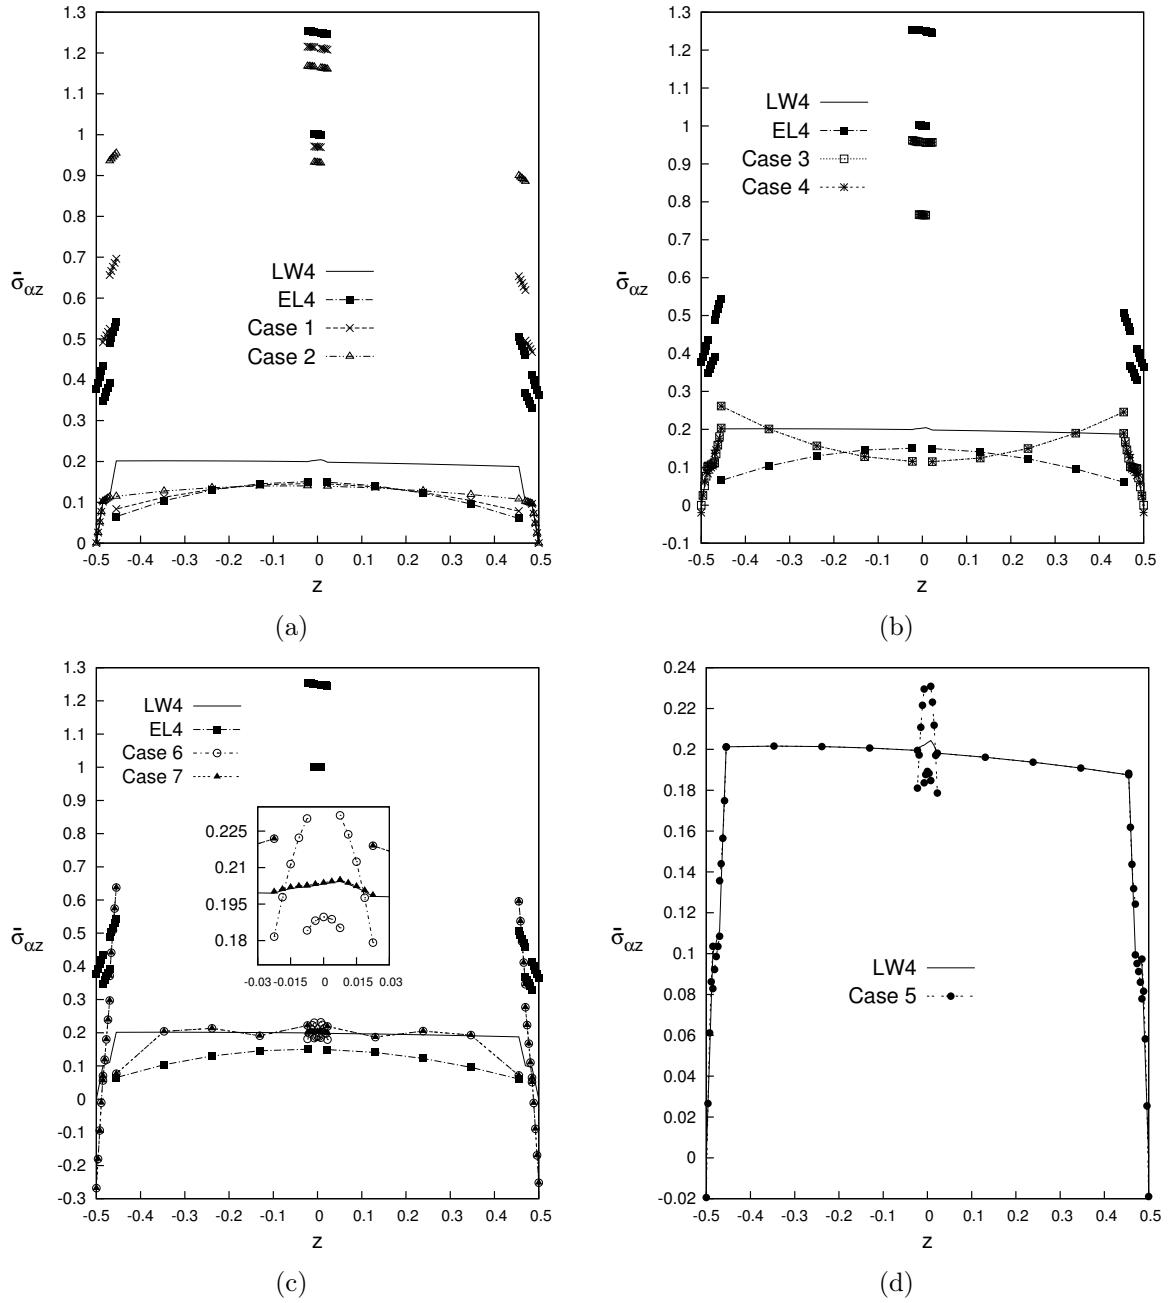 1.3
1.2
1.1
1
0.9
0.8
0.7
0.6
0.5
0.4
0.3
0.2
0.1
0
σ̄αz
LW4
EL4
Case 1
Case 2
-0.5 -0.4 -0.3 -0.2 -0.1 0 0.1 0.2 0.3 0.4 0.5
z
(a)
1.3
1.2
1.1
1
0.9
0.8
0.7
0.6
0.5
0.4
0.3
0.2
0.1
0
-0.1
σ̄αz
LW4
EL4
Case 3
Case 4
-0.5 -0.4 -0.3 -0.2 -0.1 0 0.1 0.2 0.3 0.4 0.5
z
(b)
1.3
1.2
1.1
1
0.9
0.8
0.7
0.6
0.5
0.4
0.3
0.2
0.1
0
-0.1
-0.2
-0.3
σ̄αz
LW4
EL4
Case 6
Case 7
0.225
0.21
0.195
0.18
-0.03 -0.015 0 0.015 0.03
-0.5 -0.4 -0.3 -0.2 -0.1 0 0.1 0.2 0.3 0.4 0.5
z
(c)
0.24
0.22
0.2
0.18
0.16
0.14
0.12
0.1
0.08
0.06
0.04
0.02
0
-0.02
σ̄αz
LW4
Case 5
-0.5 -0.4 -0.3 -0.2 -0.1 0 0.1 0.2 0.3 0.4 0.5
z
(d)